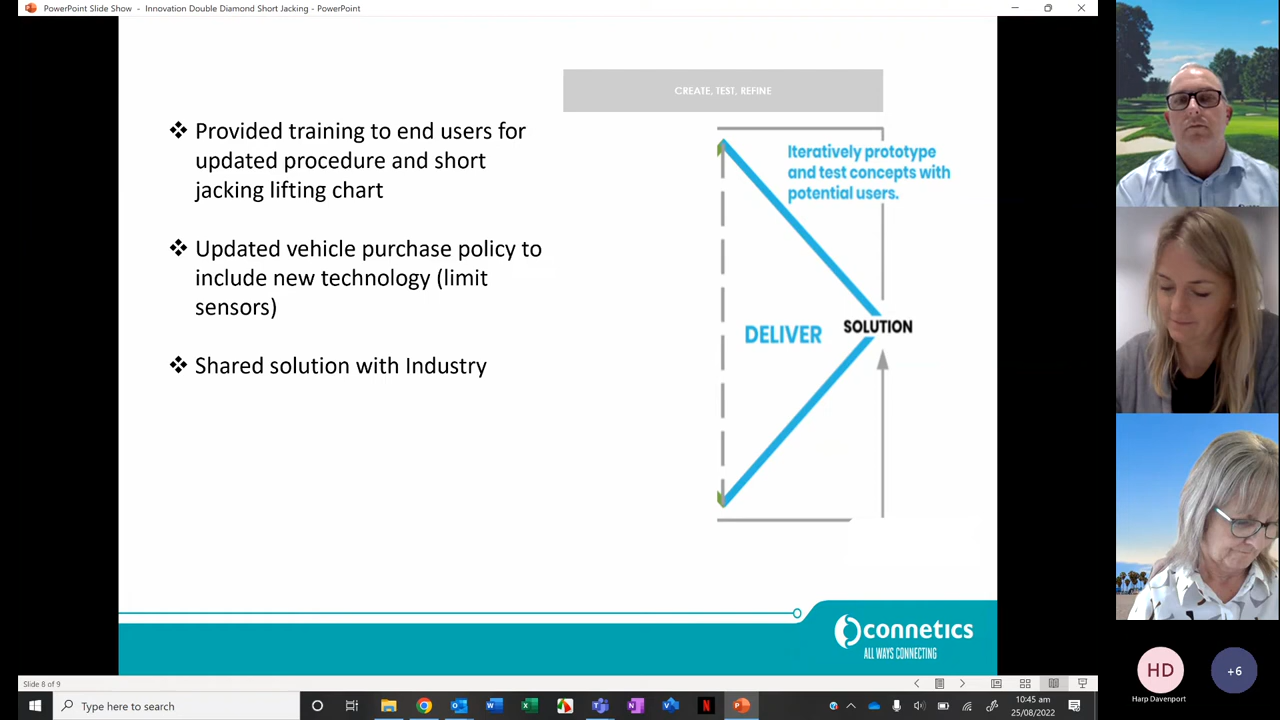 PowerPoint Slide Show - Innovation Double Diamond Short Jacking - PowerPoint
CREATE, TEST, REFINE
❖ Provided training to end users for
updated procedure and short
jacking lifting chart
❖ Updated vehicle purchase policy to
include new technology (limit
sensors)
❖ Shared solution with Industry
Iteratively prototype
and test concepts with
potential users.
DELIVER
SOLUTION
connetics
ALL WAYS CONNECTING
HD
+6
Harp Davenport
Slide 8 of 9
Type here to search
10:45 am
25/08/2022